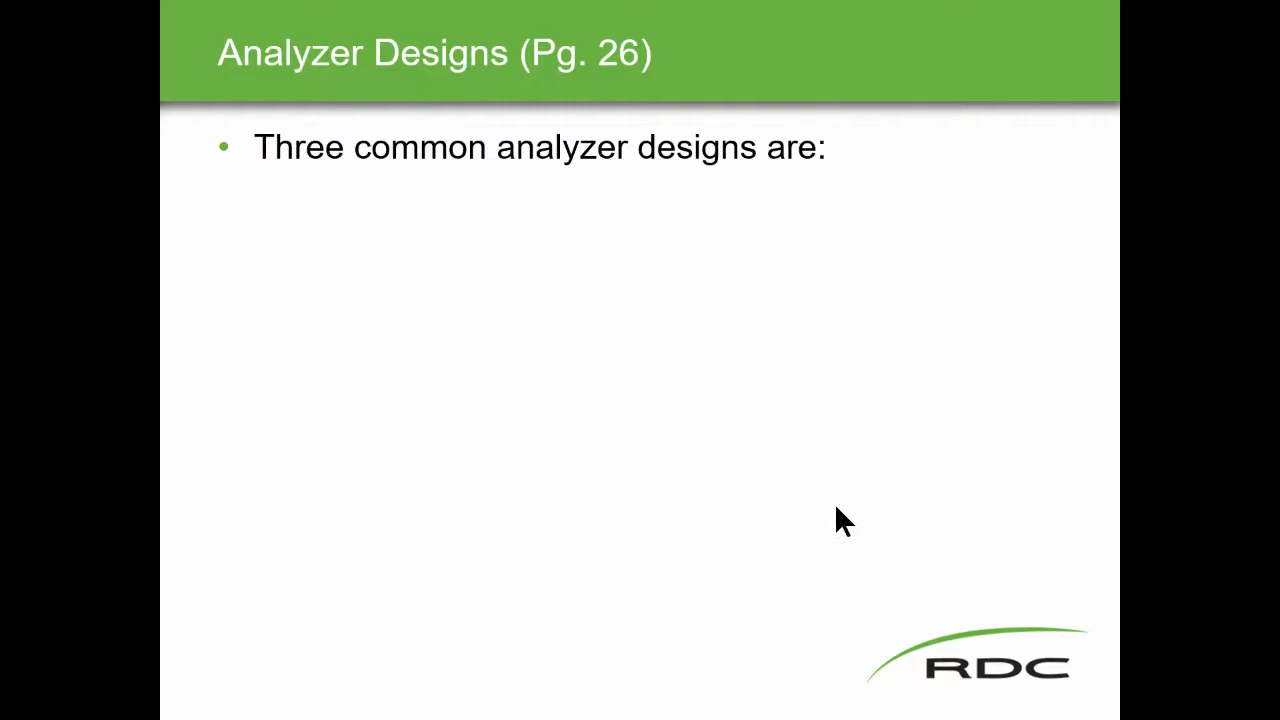 Analyzer Designs (Pg. 26)
• Three common analyzer designs are:
RDC